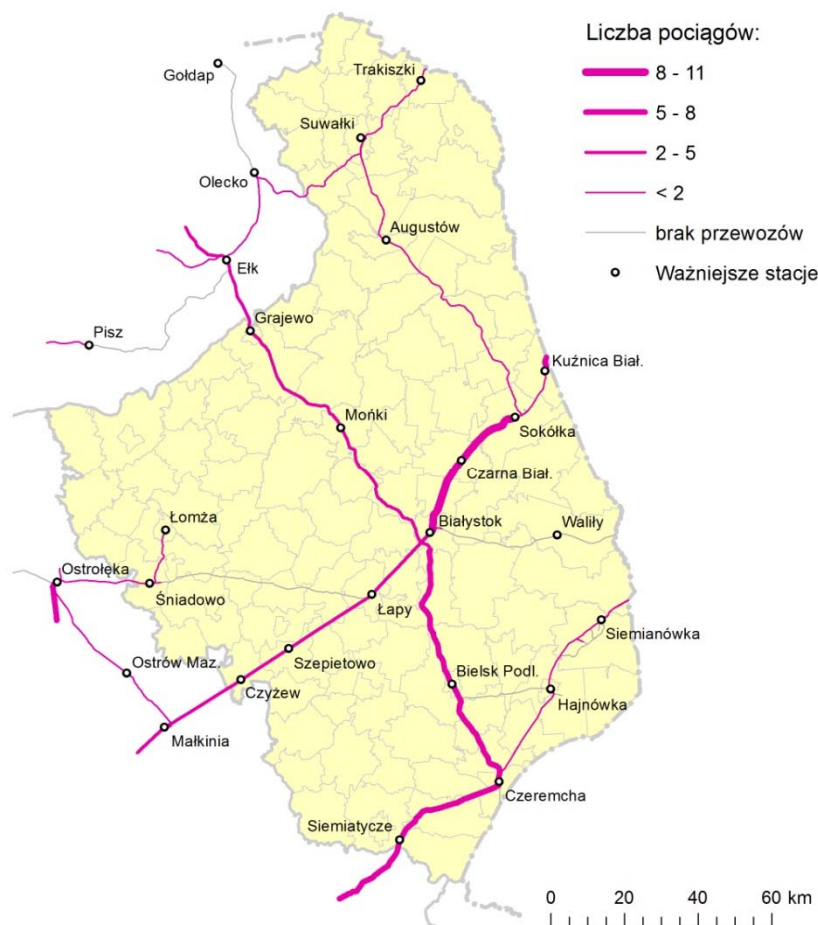 Liczba pociągów:
8 - 11
5 - 8
2 - 5
< 2
brak przewozów
Ważniejsze stacje
Gołdap
Trakiszki
Suwałki
Olecko
Augustów
Ełk
Grajewo
Pisz
Kuźnica Biał.
Mońki
Sokółka
Czarna Biał.
Łomża
Białystok
Waliły
Ostrołęka
Śniadowo
Łapy
Siemianówka
Szepietowo
Ostrów Maz.
Bielsk Podl.
Czyżew
Hajnówka
Małkinia
Czeremcha
Siemiatycze
0 20 40 60 km